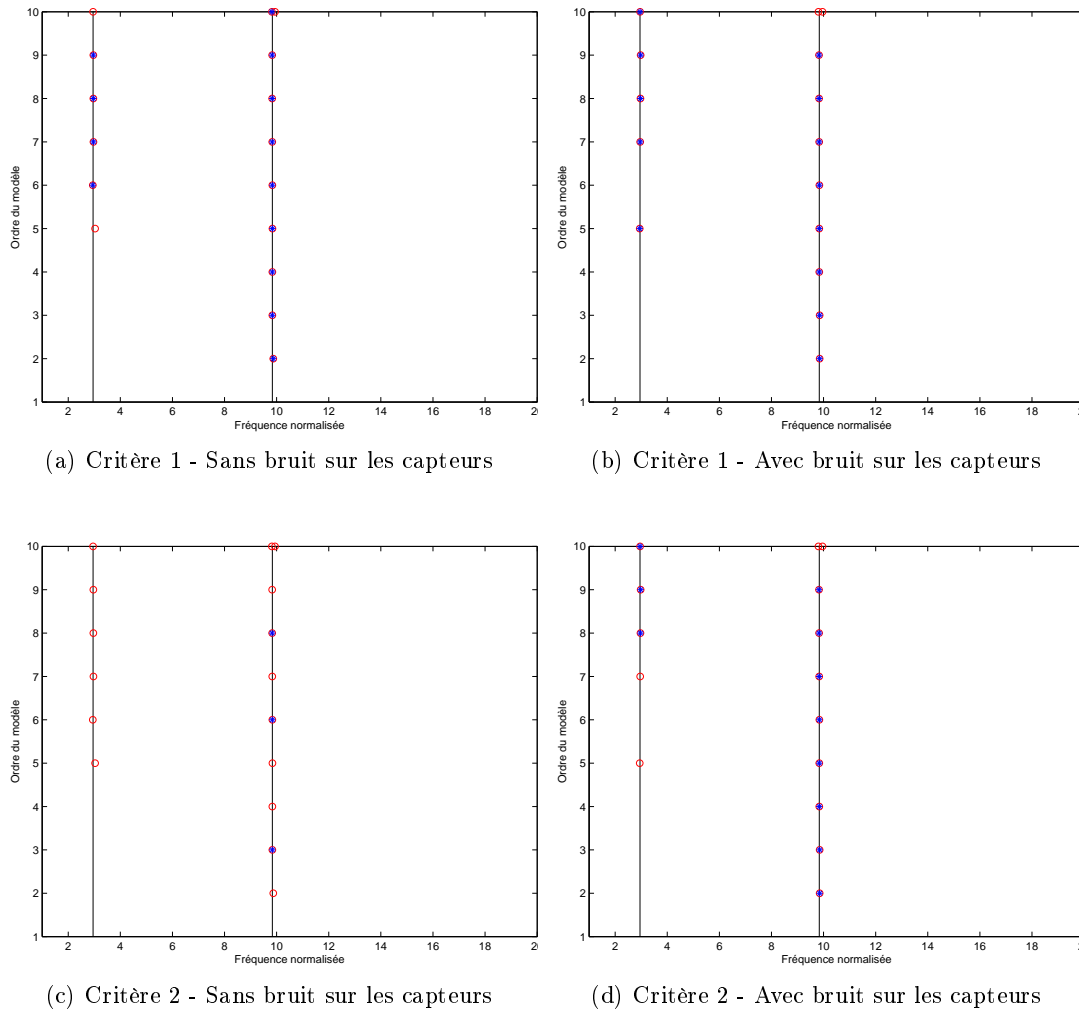 10
9
8
7
6
5
4
3
2
1
Ordre du modèle
2 4 6 8 10 12 14 16 18 20
Fréquence normalisée
(a) Critère 1 - Sans bruit sur les capteurs
10
9
8
7
6
5
4
3
2
1
Ordre du modèle
2 4 6 8 10 12 14 16 18
Fréquence normalisée
(b) Critère 1 - Avec bruit sur les capteurs
10
9
8
7
6
5
4
3
2
1
Ordre du modèle
2 4 6 8 10 12 14 16 18 20
Fréquence normalisée
(c) Critère 2 - Sans bruit sur les capteurs
10
9
8
7
6
5
4
3
2
1
Ordre du modèle
2 4 6 8 10 12 14 16 18
Fréquence normalisée
(d) Critère 2 - Avec bruit sur les capteurs